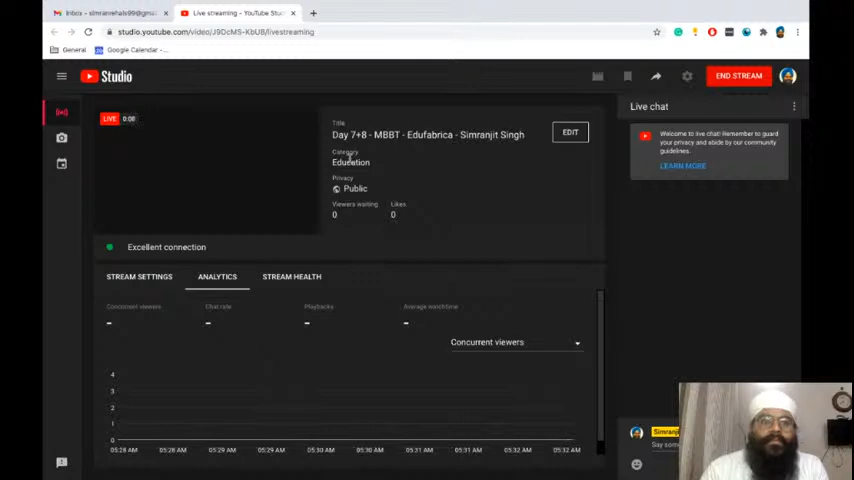 Inbox - simranrehals99@gmai
Live streaming - YouTube Studio
studio.youtube.com/video/J9DcMS-KbU8/livestreaming
General
Google Calendar -...
Studio
END STREAM
LIVE 0:00
Title
Day 7+8 - MBBT - Edufabrica - Simranjit Singh
EDIT
Category
Education
Privacy
Public
Viewers waiting
Likes
0
0
Excellent connection
STREAM SETTINGS
ANALYTICS
STREAM HEALTH
Concurrent viewers
Chat rate
Playbacks
Average watchtime
–
–
–
–
Concurrent viewers
4
3
2
1
0
05:28 AM
05:28 AM
05:29 AM
05:29 AM
05:30 AM
05:30 AM
05:31 AM
05:31 AM
05:32 AM
05:32 AM
Live chat
Welcome to live chat! Remember to guard
your privacy and abide by our community
guidelines.
LEARN MORE
Simranji
Say som